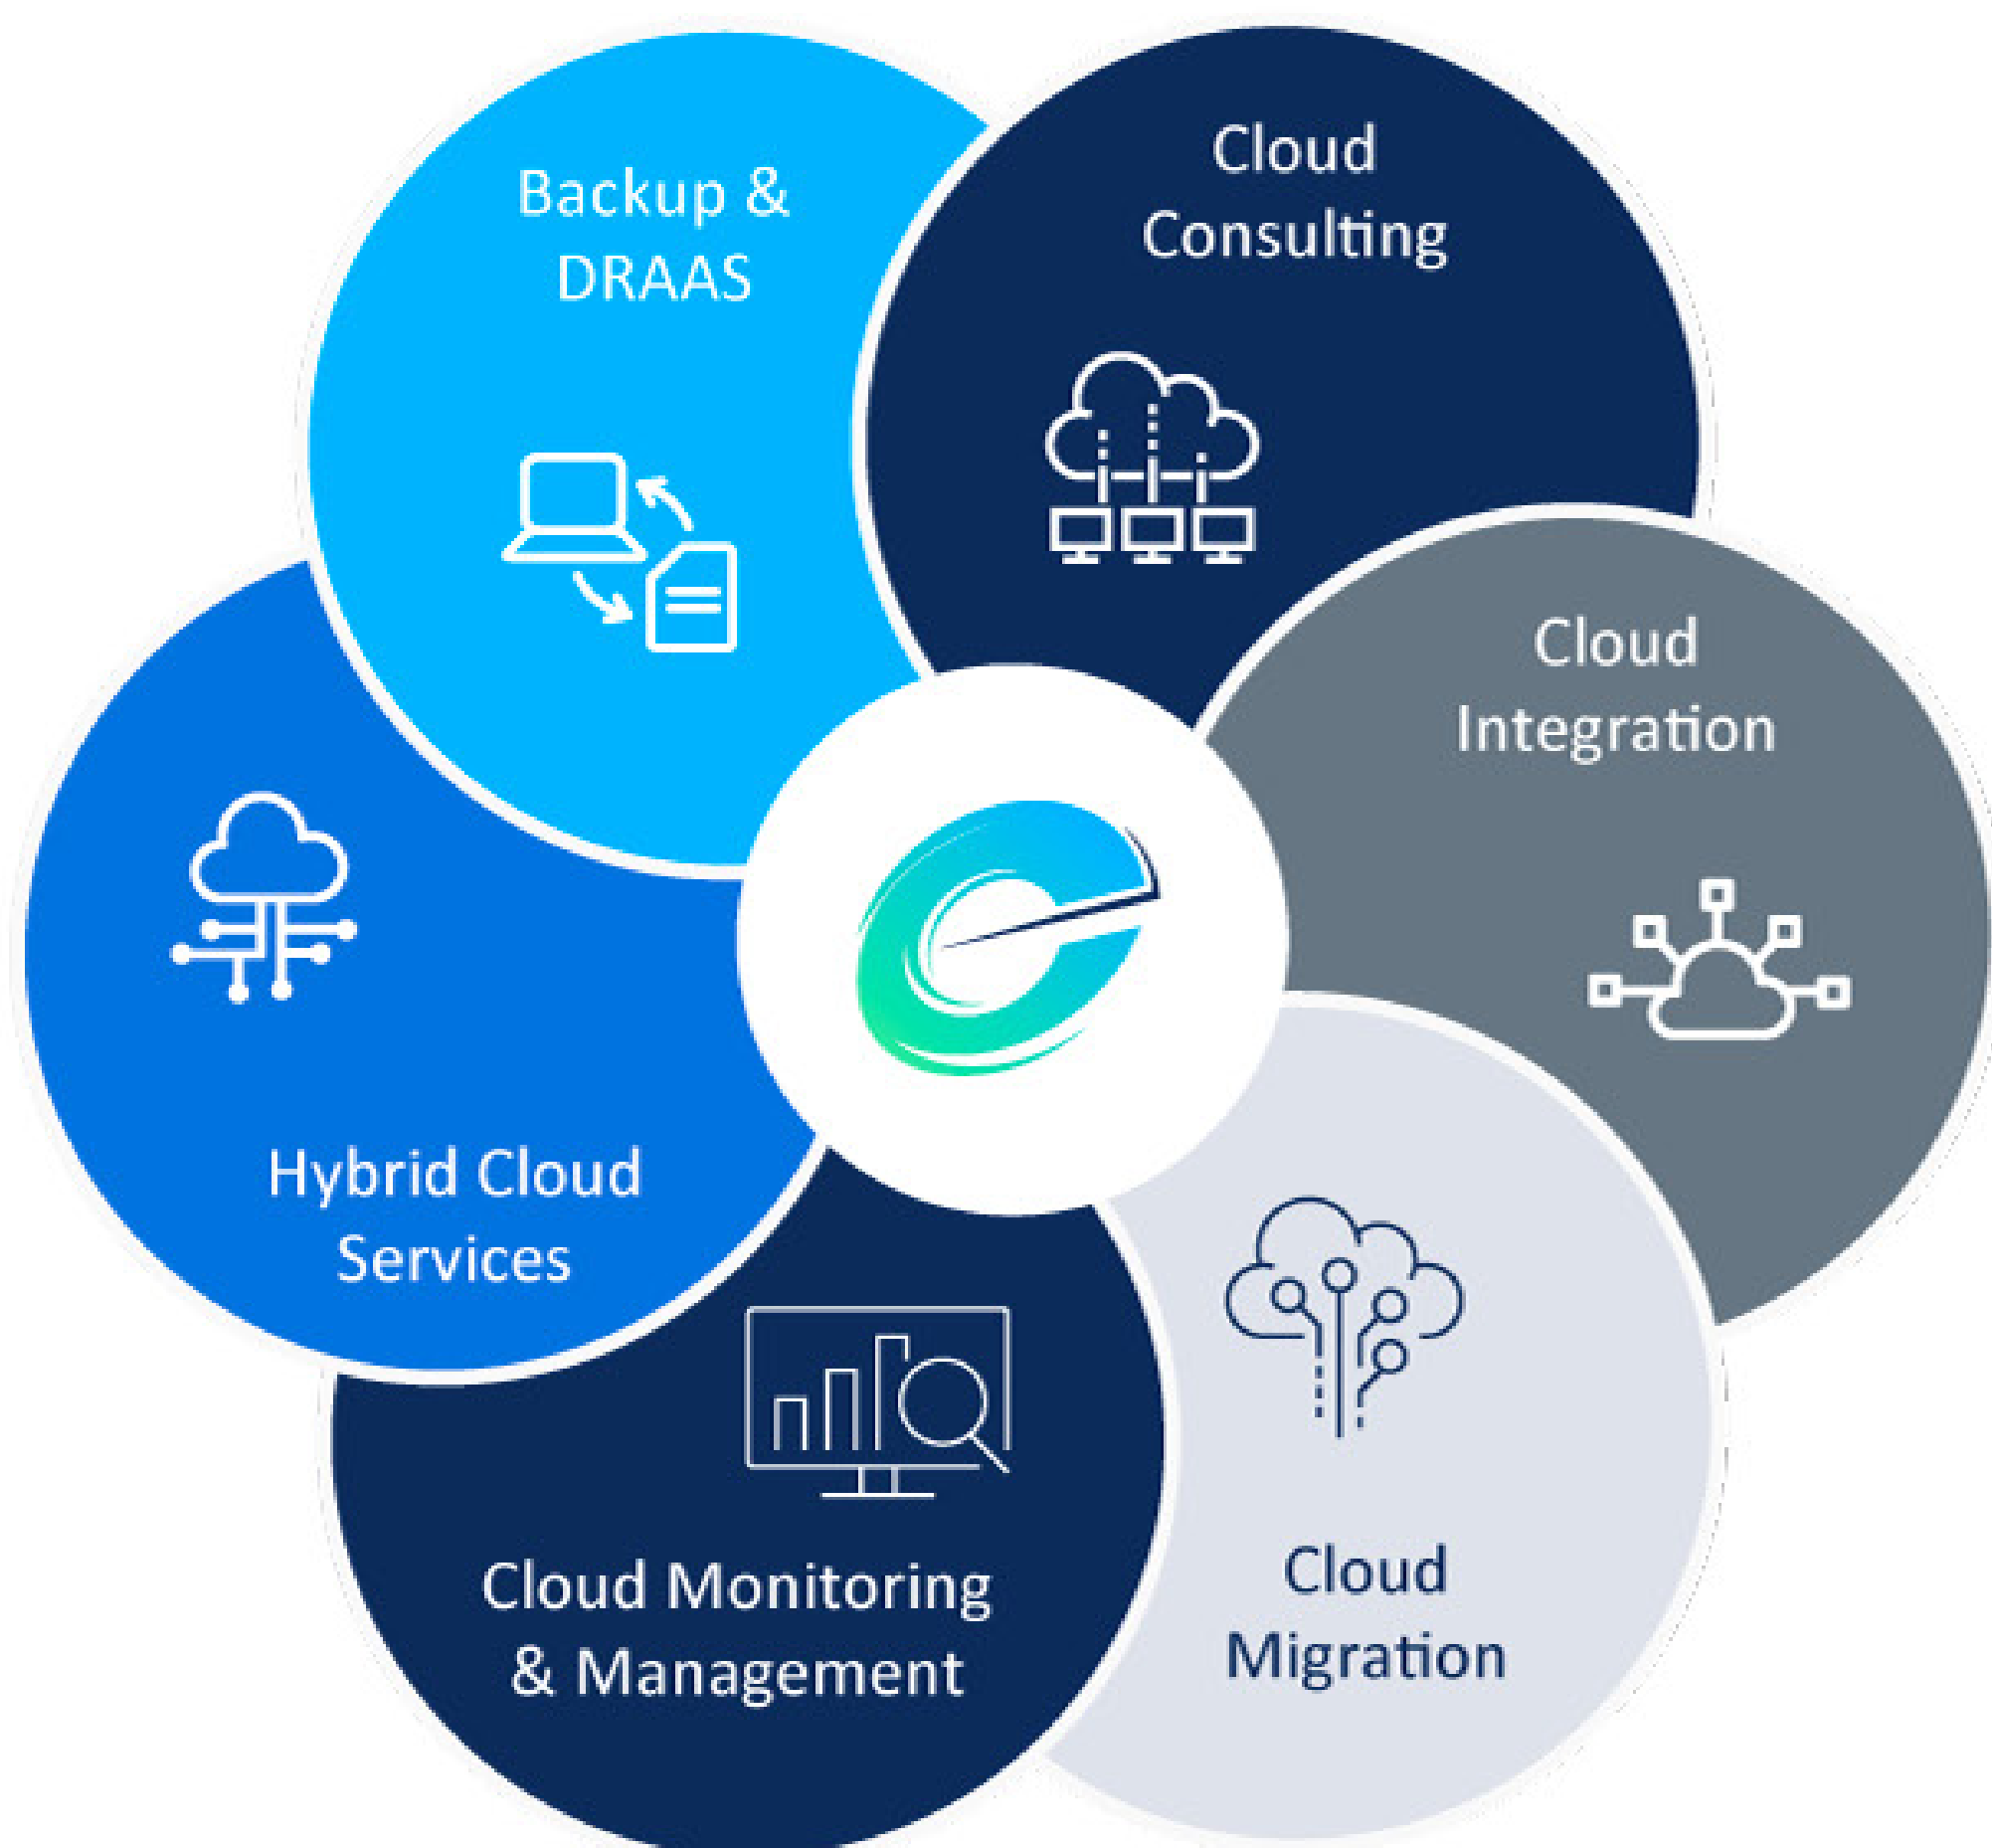 Backup &
DRAAS
Cloud
Consulting
Cloud
Integration
Hybrid Cloud
Services
Cloud Monitoring
& Management
Cloud
Migration